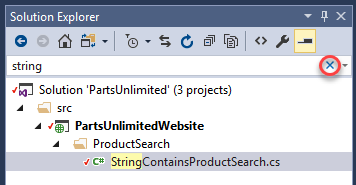 Solution Explorer
string
Solution 'PartsUnlimited' (3 projects)
src
PartsUnlimitedWebsite
ProductSearch
C# StringContainsProductSearch.cs